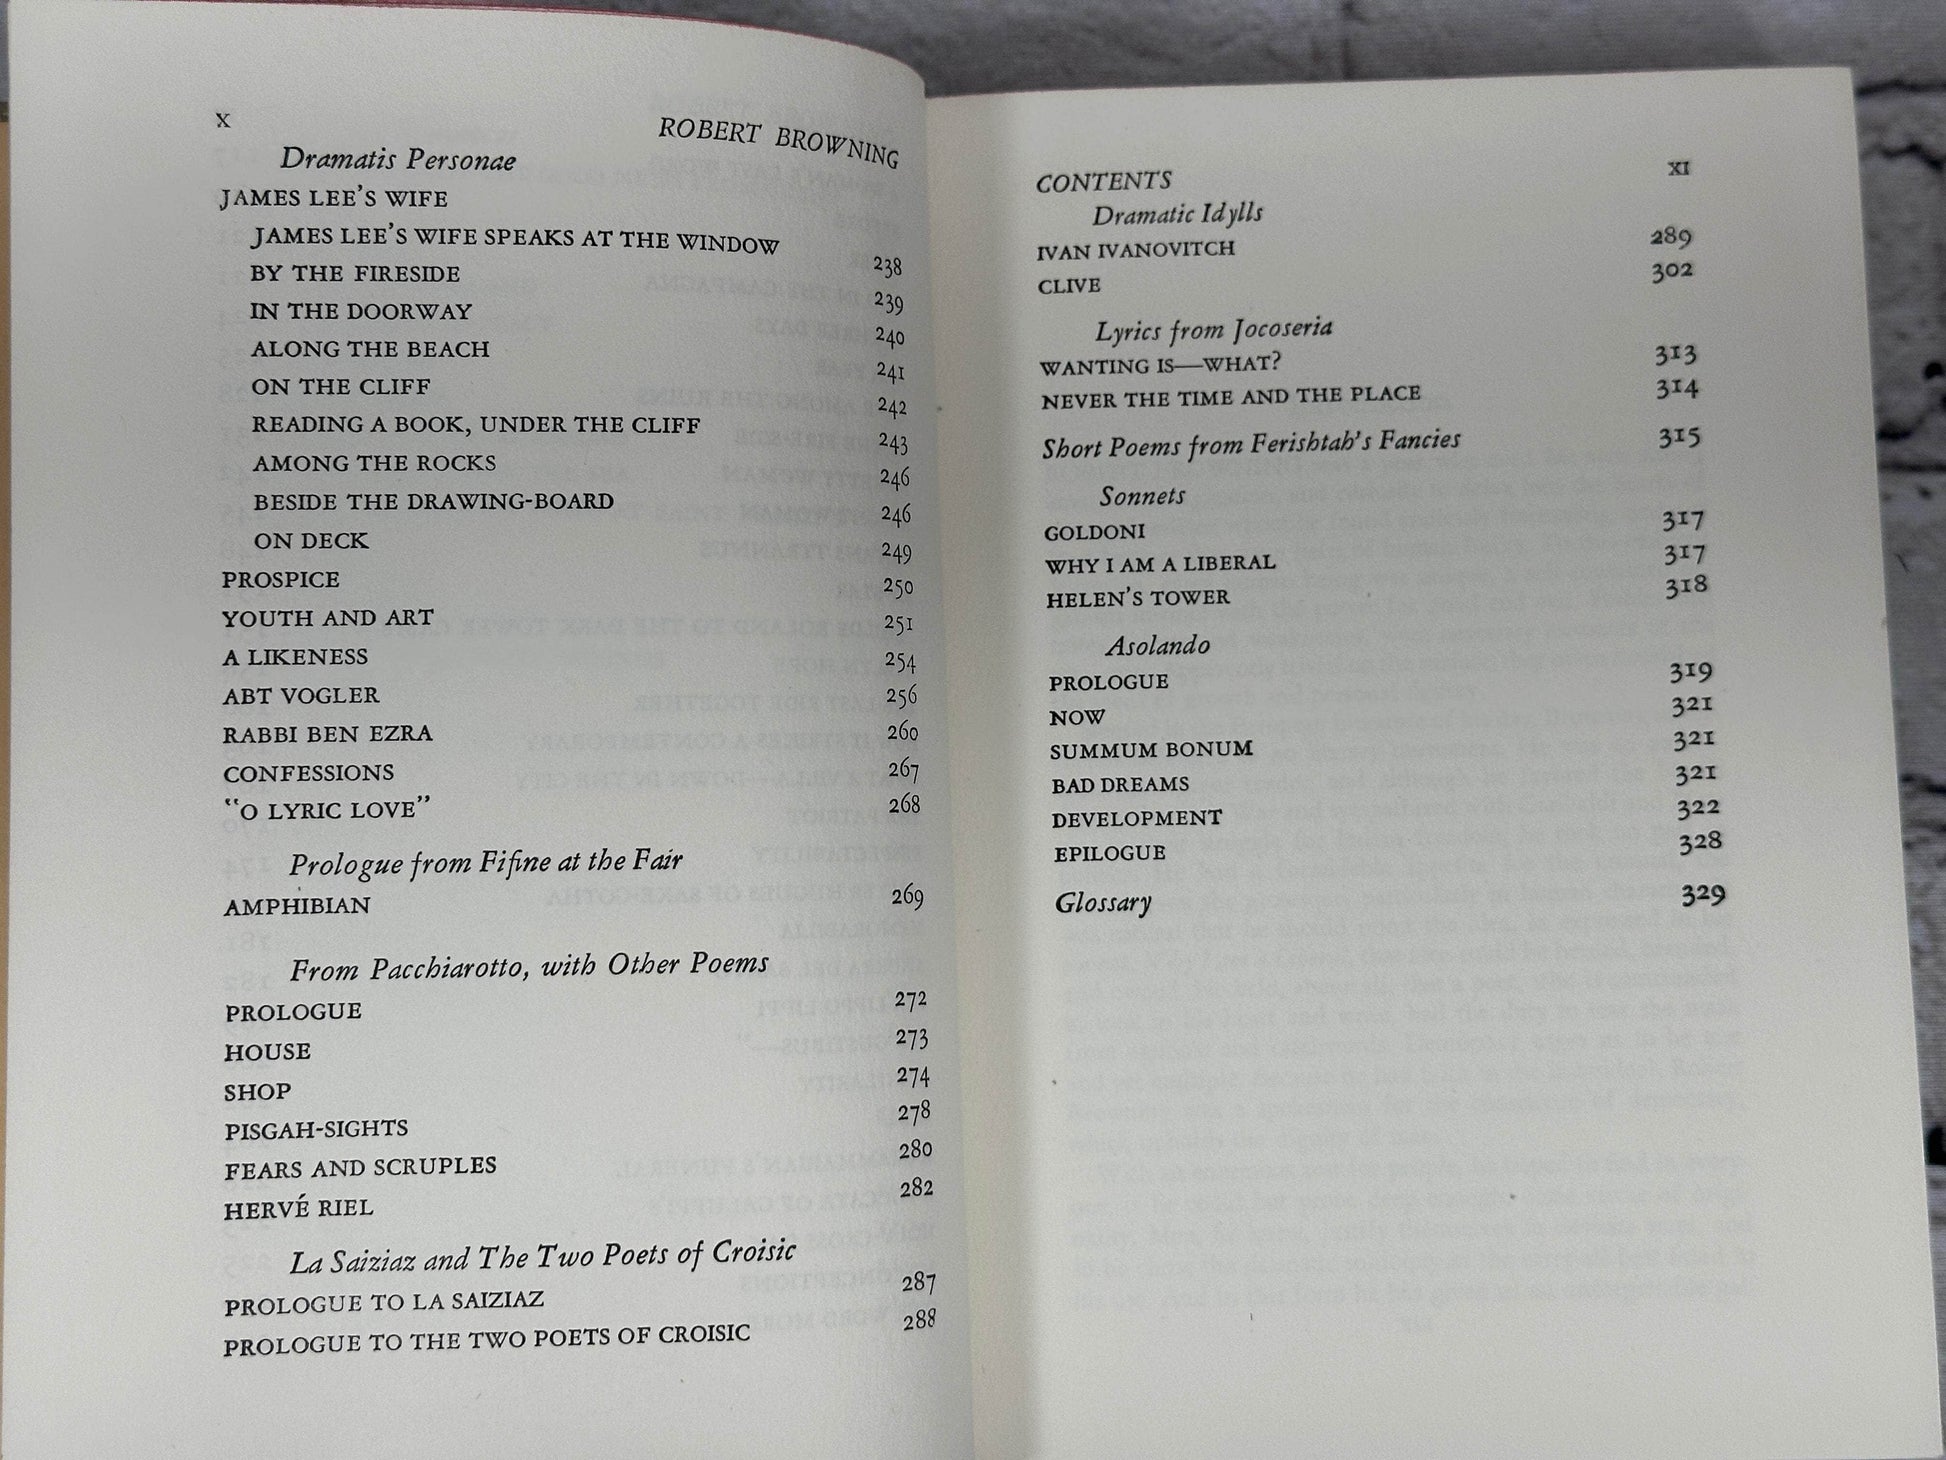 X ROBERT BROWNING
Dramatis Personae
JAMES LEE'S WIFE
JAMES LEE'S WIFE SPEAKS AT THE WINDOW 238
BY THE FIRESIDE 239
IN THE DOORWAY 240
ALONG THE BEACH 241
ON THE CLIFF 242
READING A BOOK, UNDER THE CLIFF 243
AMONG THE ROCKS 246
BESIDE THE DRAWING-BOARD 246
ON DECK 249
PROSPICE 250
YOUTH AND ART 251
A LIKENESS 254
ABT VOGLER 256
RABBI BEN EZRA 260
CONFESSIONS 267
"O LYRIC LOVE" 268
Prologue from Fifine at the Fair
AMPHIBIAN 269
From Pacchiarotto, with Other Poems
PROLOGUE 272
HOUSE 273
SHOP 274
PISGAH-SIGHTS 278
FEARS AND SCRUPLES 280
HERVÉ RIEL 282
La Saiziaz and The Two Poets of Croisic
PROLOGUE TO LA SAIZIAZ 287
PROLOGUE TO THE TWO POETS OF CROISIC 288
CONTENTS XI
Dramatic Idylls
IVAN IVANOVITCH 289
CLIVE 302
Lyrics from Jocoseria
WANTING IS—WHAT? 313
NEVER THE TIME AND THE PLACE 314
Short Poems from Ferishtah's Fancies 315
Sonnets
GOLDONI 317
WHY I AM A LIBERAL 317
HELEN'S TOWER 318
Asolando
PROLOGUE 319
NOW 321
SUMMUM BONUM 321
BAD DREAMS 321
DEVELOPMENT 322
EPILOGUE 328
Glossary 329